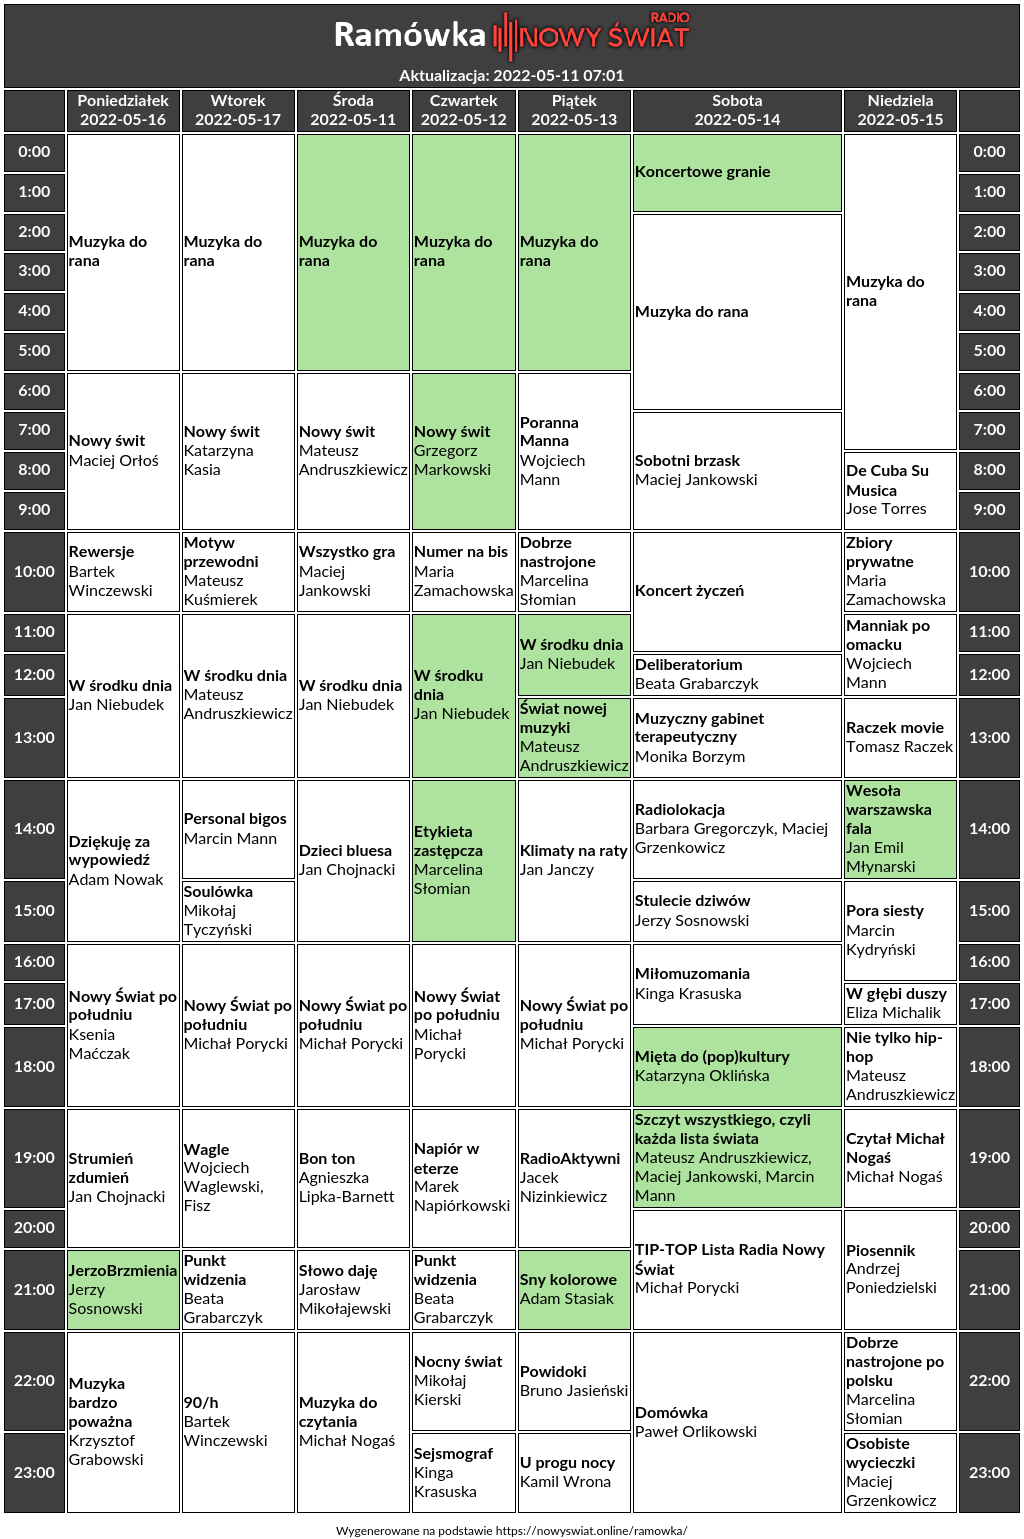 Ramówka RADIO NOWY ŚWIAT
Aktualizacja: 2022-05-11 07:01
Poniedziałek
2022-05-16
Wtorek
2022-05-17
Środa
2022-05-11
Czwartek
2022-05-12
Piątek
2022-05-13
Sobota
2022-05-14
Niedziela
2022-05-15
0:00
Muzyka do
rana
Muzyka do
rana
Muzyka do
rana
Muzyka do
rana
Muzyka do
rana
Koncertowe granie
Muzyka do
rana
0:00
1:00
1:00
2:00
Muzyka do rana
2:00
3:00
3:00
4:00
4:00
5:00
5:00
6:00
Nowy świt
Maciej Orłoś
Nowy świt
Katarzyna
Kasia
Nowy świt
Mateusz
Andruszkiewicz
Nowy świt
Grzegorz
Markowski
Poranna
Manna
Wojciech
Mann
6:00
7:00
Sobotni brzask
Maciej Jankowski
7:00
8:00
De Cuba Su
Musica
Jose Torres
8:00
9:00
9:00
10:00
Rewersje
Bartek
Winczewski
Motyw
przewodni
Mateusz
Kuśmierek
Wszystko gra
Maciej
Jankowski
Numer na bis
Maria
Zamachowska
Dobrze
nastrojone
Marcelina
Słomian
Koncert życzeń
Zbiory
prywatne
Maria
Zamachowska
10:00
11:00
W środku dnia
Jan Niebudek
W środku dnia
Mateusz
Andruszkiewicz
W środku dnia
Jan Niebudek
W środku
dnia
Jan Niebudek
W środku dnia
Jan Niebudek
Manniak po
omacku
Wojciech
Mann
11:00
12:00
Deliberatorium
Beata Grabarczyk
12:00
13:00
Świat nowej
muzyki
Mateusz
Andruszkiewicz
Muzyczny gabinet
terapeutyczny
Monika Borzym
Raczek movie
Tomasz Raczek
13:00
14:00
Dziękuję za
wypowiedź
Adam Nowak
Personal bigos
Marcin Mann
Dzieci bluesa
Jan Chojnacki
Etykieta
zastępcza
Marcelina
Słomian
Klimaty na raty
Jan Janczy
Radiolokacja
Barbara Gregorczyk, Maciej
Grzenkowicz
Wesoła
warszawska
fala
Jan Emil
Młynarski
14:00
15:00
Soulówka
Mikołaj
Tyczyński
Stulecie dziwów
Jerzy Sosnowski
Pora siesty
Marcin
Kydryński
15:00
16:00
Nowy Świat po
południu
Ksenia
Maćczak
Nowy Świat po
południu
Michał Porycki
Nowy Świat po
południu
Michał Porycki
Nowy Świat
po południu
Michał
Porycki
Nowy Świat po
południu
Michał Porycki
Miłomuzomania
Kinga Krasuska
16:00
17:00
W głębi duszy
Eliza Michalik
17:00
18:00
Mięta do (pop)kultury
Katarzyna Oklińska
Nie tylko hip-
hop
Mateusz
Andruszkiewicz
18:00
19:00
Strumień
zdumień
Jan Chojnacki
Wagle
Wojciech
Waglewski,
Fisz
Bon ton
Agnieszka
Lipka-Barnett
Napiór w
eterze
Marek
Napiórkowski
RadioAktywni
Jacek
Nizinkiewicz
Szczyt wszystkiego, czyli
każda lista świata
Mateusz Andruszkiewicz,
Maciej Jankowski, Marcin
Mann
Czytał Michał
Nogaś
Michał Nogaś
19:00
20:00
TIP-TOP Lista Radia Nowy
Świat
Michał Porycki
Piosennik
Andrzej
Poniedzielski
20:00
21:00
JerzoBrzmienia
Jerzy
Sosnowski
Punkt
widzenia
Beata
Grabarczyk
Słowo daję
Jarosław
Mikołajewski
Punkt
widzenia
Beata
Grabarczyk
Sny kolorowe
Adam Stasiak
21:00
22:00
Muzyka
bardzo
poważna
Krzysztof
Grabowski
90/h
Bartek
Winczewski
Muzyka do
czytania
Michał Nogaś
Nocny świat
Mikołaj
Kierski
Powidoki
Bruno Jasieński
Domówka
Paweł Orlikowski
Dobrze
nastrojone po
polsku
Marcelina
Słomian
22:00
23:00
Sejsmograf
Kinga
Krasuska
U progu nocy
Kamil Wrona
Osobiste
wycieczki
Maciej
Grzenkowicz
23:00
Wygenerowane na podstawie https://nowyswiat.online/ramowka/